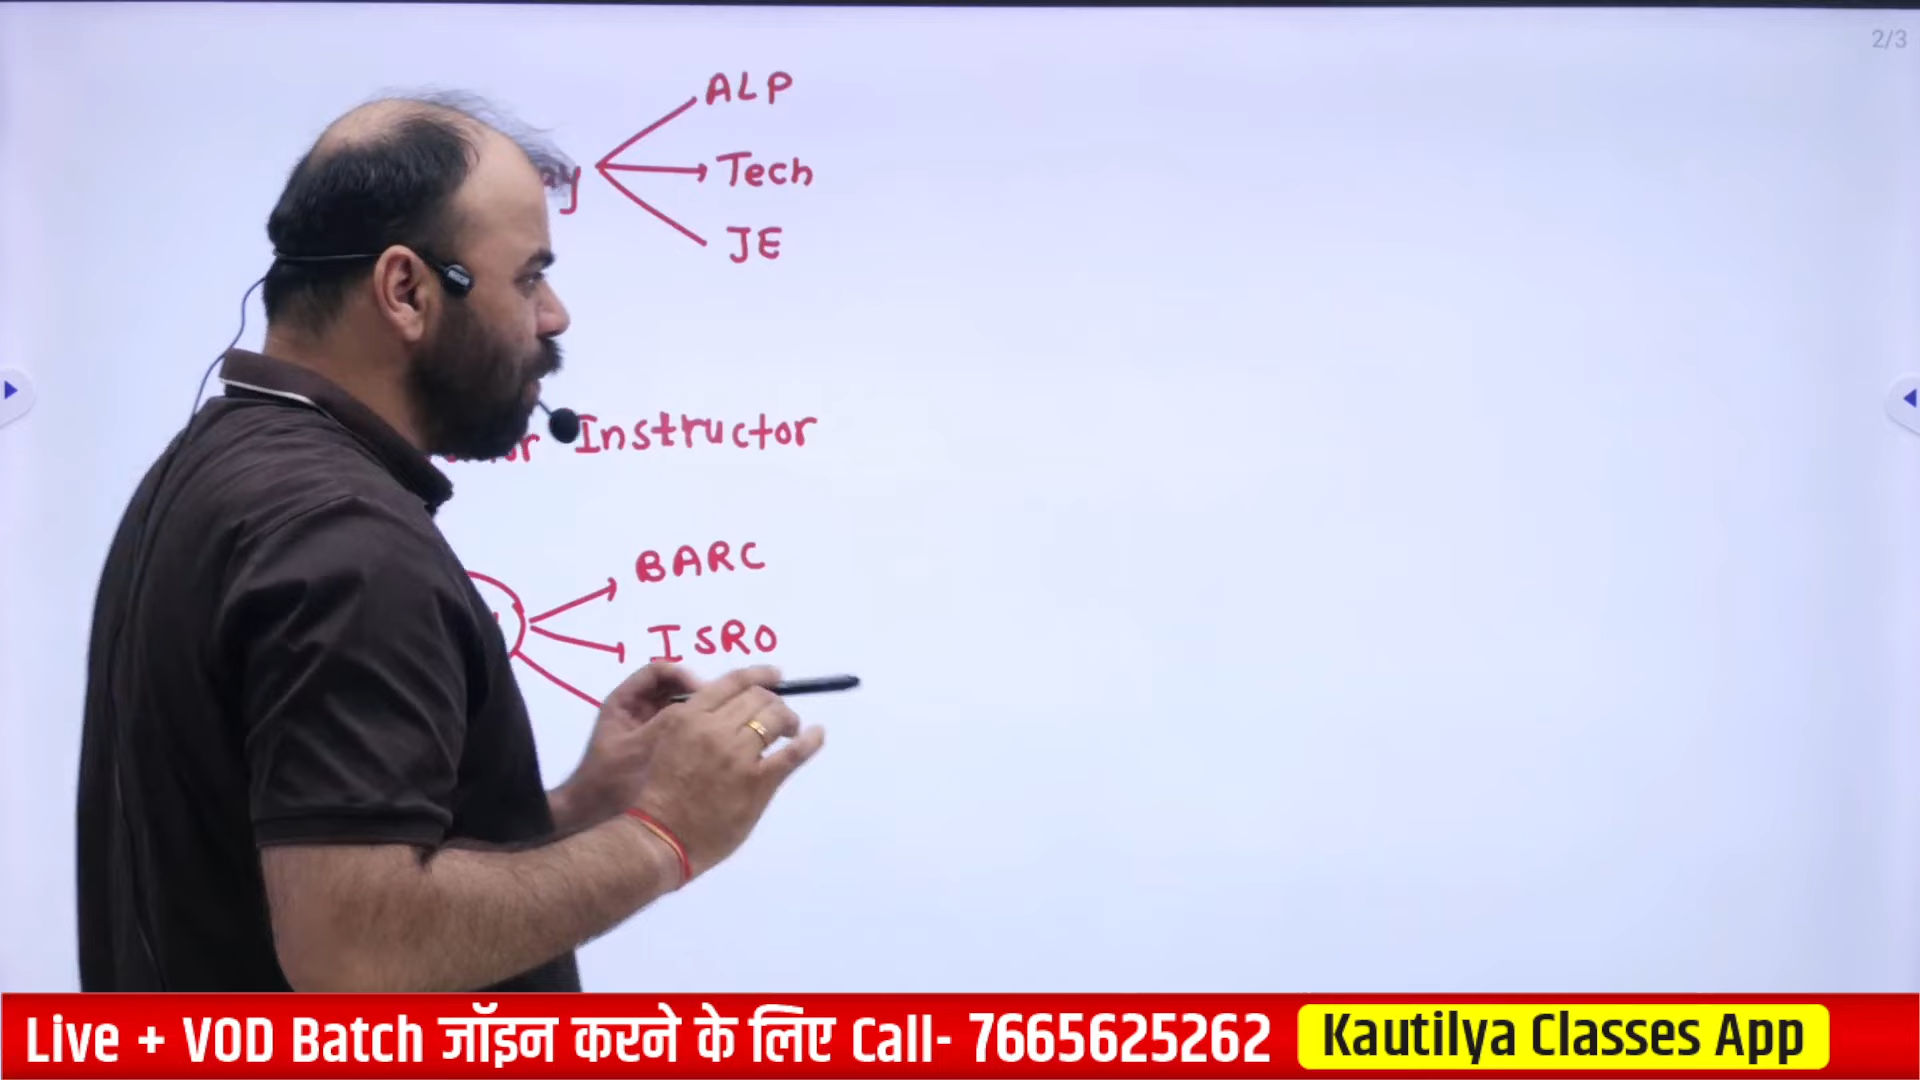 2/3
ALP
Tech
JE
Instructor
BARC
ISRO
Live + VOD Batch जॉइन करने के लिए Call- 7665625262
Kautilya Classes App